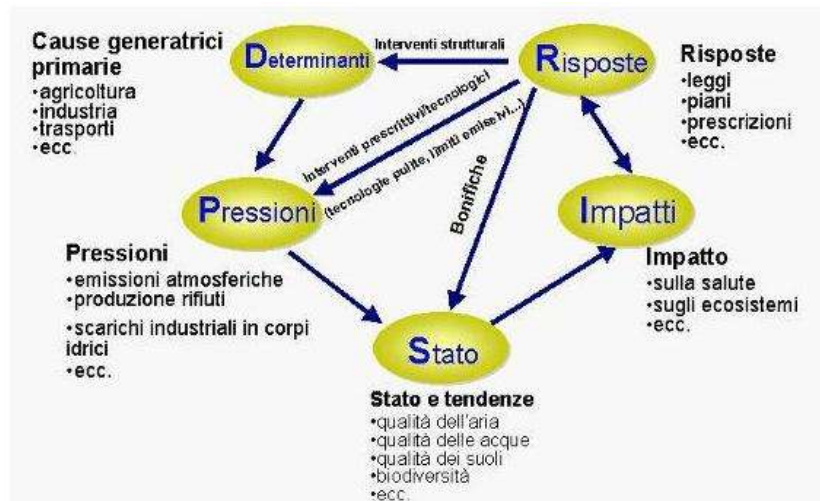 Cause generatrici
primarie
•agricoltura
•industria
•trasporti
•ecc.
Determinanti
Interventi strutturali
Risposte
Risposte
•leggi
•piani
•prescrizioni
•ecc.
Interventi prescrittivi/tecnologici
(tecnologie pulite, limiti emissivi...)
Bonifiche
Pressioni
Impatti
Pressioni
•emissioni atmosferiche
•produzione rifiuti
•scarichi industriali in corpi
idrici
•ecc.
Impatto
•sulla salute
•sugli ecosistemi
•ecc.
Stato
Stato e tendenze
•qualità dell'aria
•qualità delle acque
•qualità dei suoli
•biodiversità
•ecc.